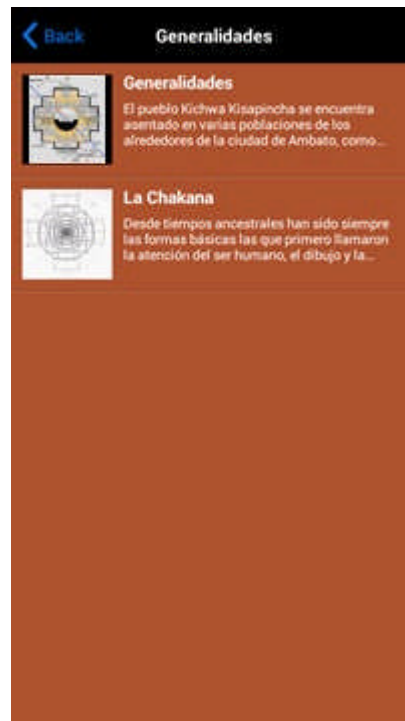 Back
Generalidades
Generalidades
El pueblo Kichwa Kisapincha se encuentra
asentado en varias poblaciones de los
alrededores de la ciudad de Ambato, como...
La Chakana
Desde tiempos ancestrales han sido siempre
las formas básicas las que primero llamaron
la atención del ser humano, el dibujo y la...